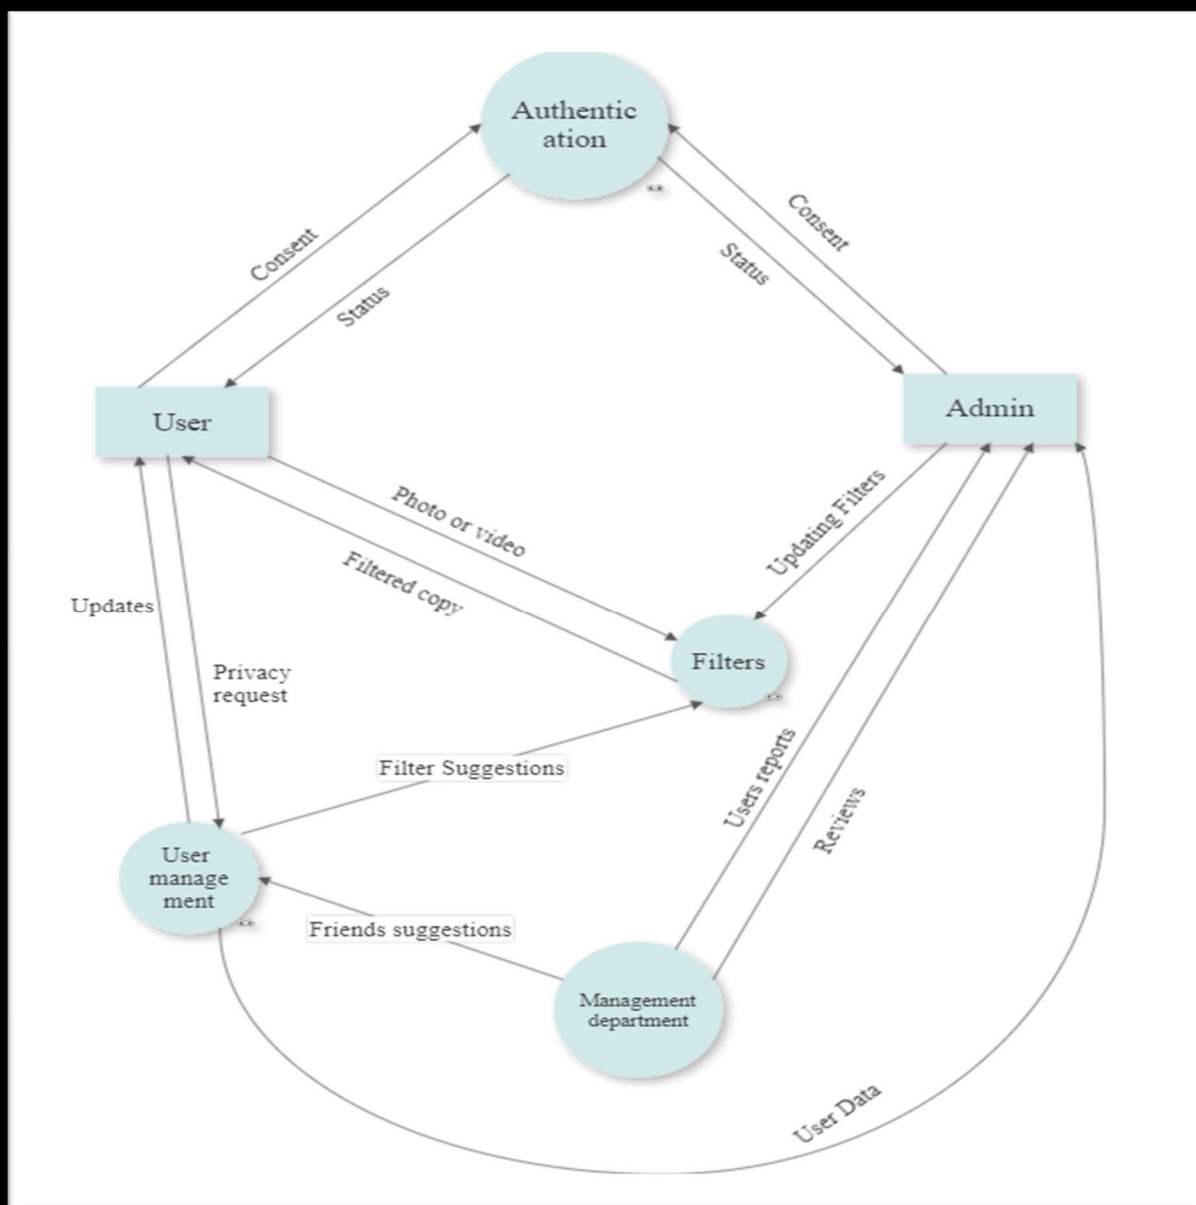 Authentic
ation
Consent
Consent
Status
Status
User
Admin
Photo or video
Updating Filters
Filtered copy
Updates
Filters
Privacy
request
Filter Suggestions
Users reports
Reviews
User
manage
ment
Friends suggestions
Management
department
User Data